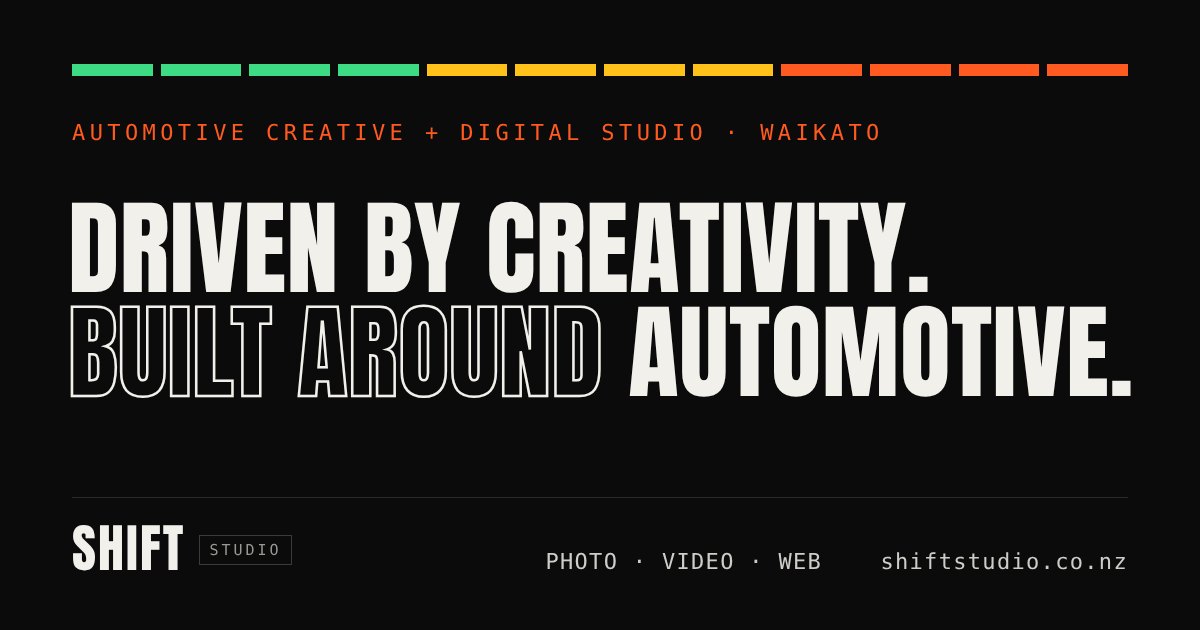 AUTOMOTIVE CREATIVE + DIGITAL STUDIO · WAIKATO
DRIVEN BY CREATIVITY.
BUILT AROUND AUTOMOTIVE.
SHIFT STUDIO
PHOTO · VIDEO · WEB
shiftstudio.co.nz